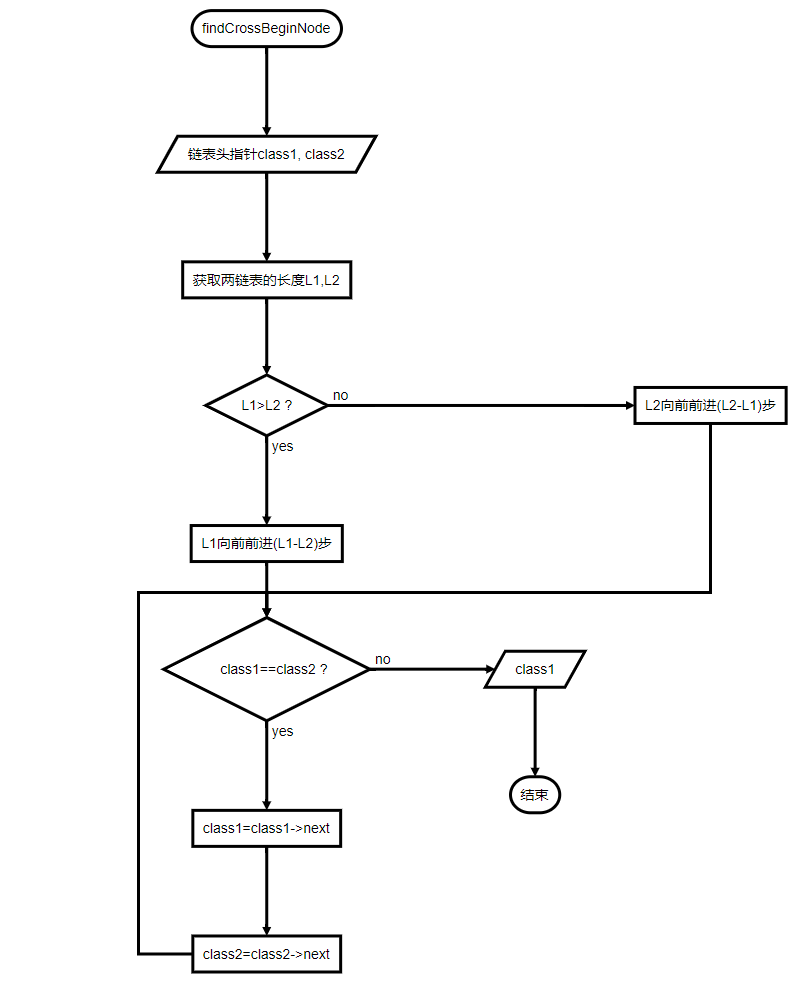 findCrossBeginNode
链表头指针class1, class2
获取两链表的长度L1,L2
L1>L2 ?
no
L2向前前进(L2-L1)步
yes
L1向前前进(L1-L2)步
class1==class2 ?
no
class1
yes
结束
class1=class1->next
class2=class2->next